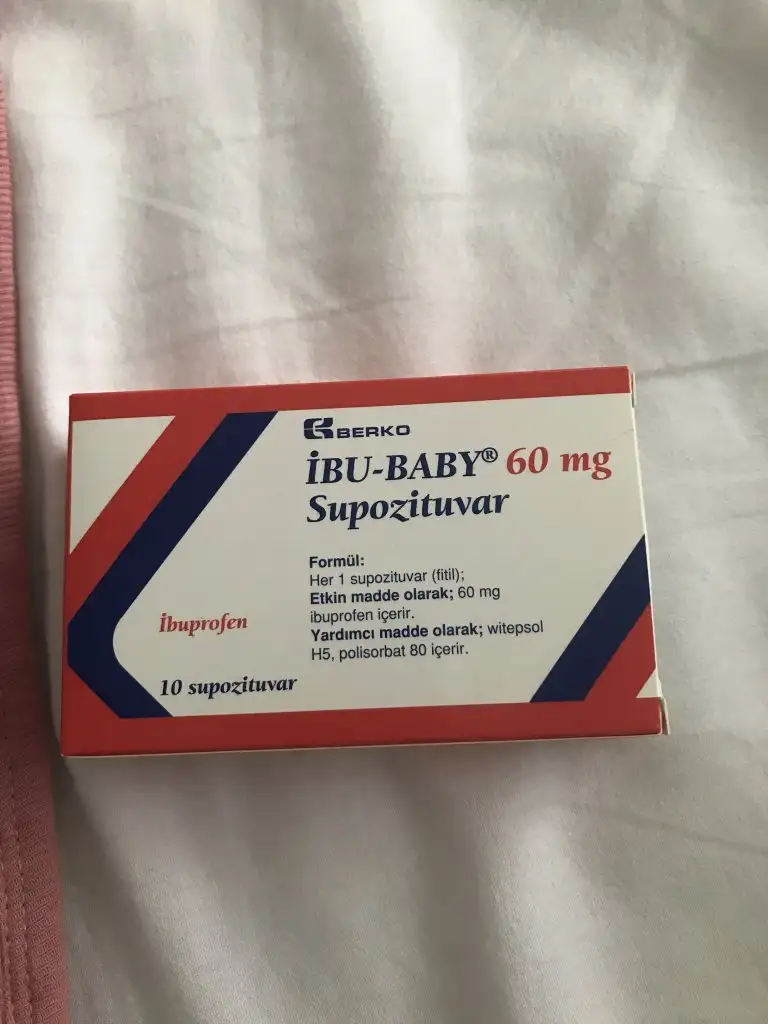 BERKO
İBU-BABY® 60 mg
Supozituvar
Formül:
Her 1 supozituvar (fitil);
Etkin madde olarak; 60 mg
ibuprofen içerir.
Yardımcı madde olarak; witepsol
H5, polisorbat 80 içerir.
İbuprofen
10 supozituvar